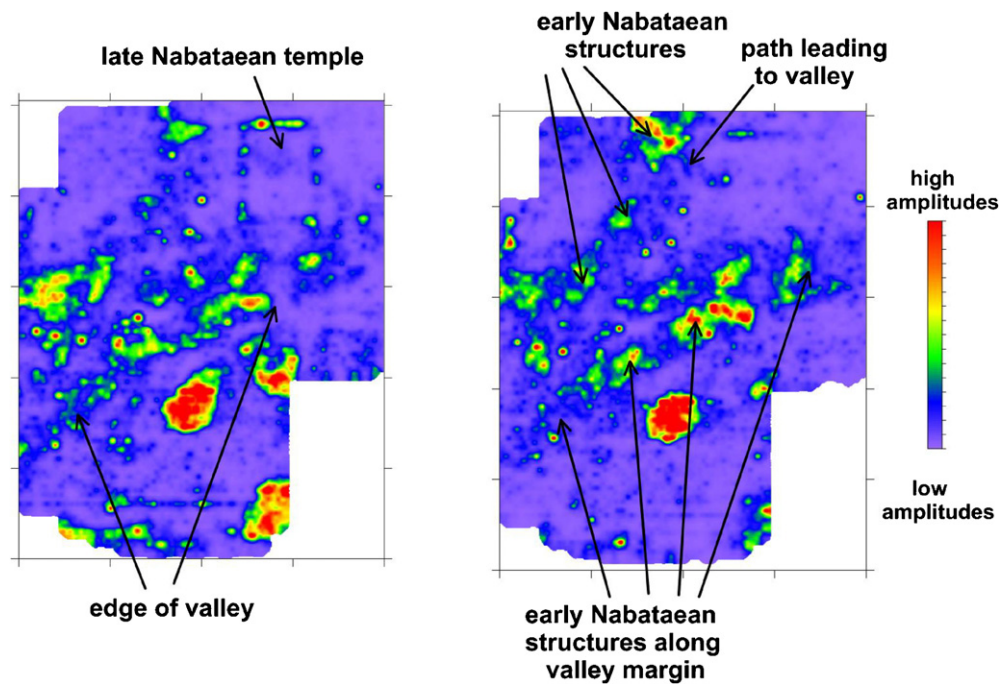 late Nabataean temple
early Nabataean
structures
path leading
to valley
high
amplitudes
low
amplitudes
edge of valley
early Nabataean
structures along
valley margin